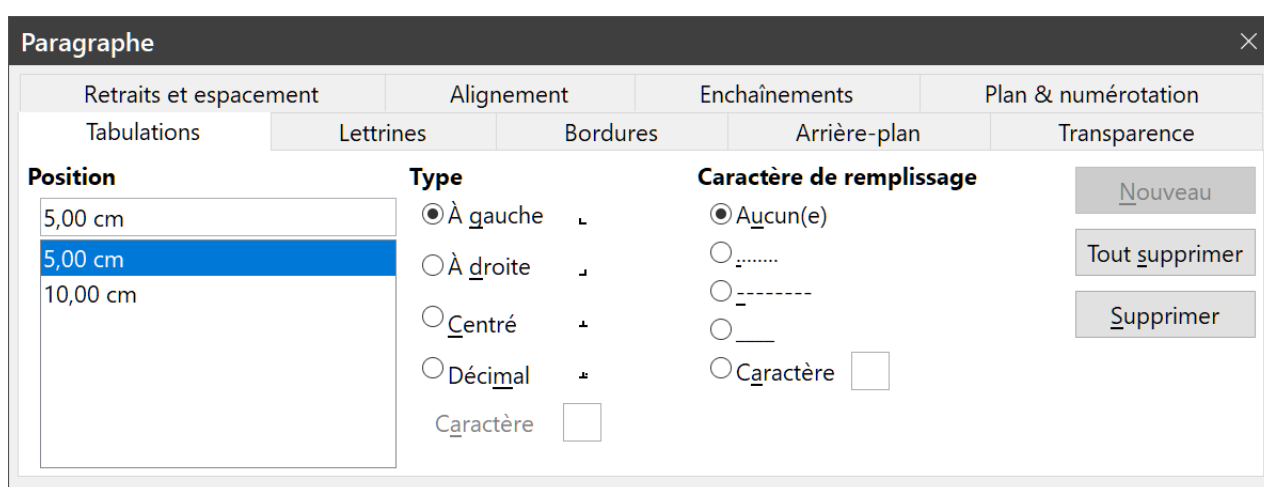 Paragraphe
Retraits et espacement Alignement Enchaînements Plan & numérotation
Tabulations Lettrines Bordures Arrière-plan Transparence
Position Type Caractère de remplissage
5,00 cm
5,00 cm
10,00 cm
À gauche
À droite
Centré
Décimal
Caractère
Aucun(e)
........
--------
____
Caractère
Nouveau
Tout supprimer
Supprimer